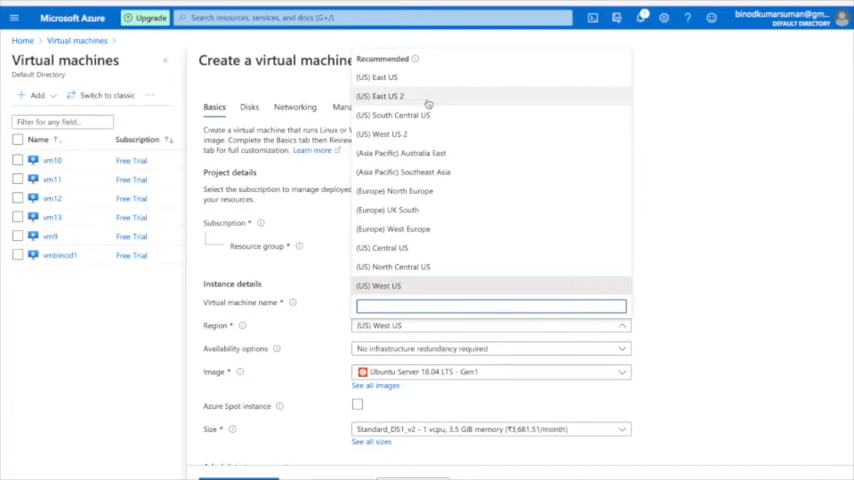 Microsoft Azure
Upgrade
Search resources, services, and docs (G+/)
1
binodkumarsuman@gm...
DEFAULT DIRECTORY
Home > Virtual machines >
Virtual machines
Default Directory
Add
Switch to classic
...
Filter for any field...
Name
Subscription
vm10
Free Trial
vm11
Free Trial
vm12
Free Trial
vm13
Free Trial
vm9
Free Trial
vmbinod1
Free Trial
Create a virtual machine
Basics
Disks
Networking
Create a virtual machine that runs Linux or
image. Complete the Basics tab then Review
tab for full customization. Learn more
Project details
Select the subscription to manage deployed
your resources.
Subscription *
Resource group *
Instance details
Virtual machine name *
Recommended
(US) East US
(US) East US 2
(US) South Central US
(US) West US 2
(Asia Pacific) Australia East
(Asia Pacific) Southeast Asia
(Europe) North Europe
(Europe) UK South
(Europe) West Europe
(US) Central US
(US) North Central US
(US) West US
Region *
(US) West US
Availability options
No infrastructure redundancy required
Image *
Ubuntu Server 18.04 LTS - Gen1
See all images
Azure Spot instance
Size *
Standard_DS1_v2 - 1 vcpu, 3.5 GiB memory (₹3,681.51/month)
See all sizes